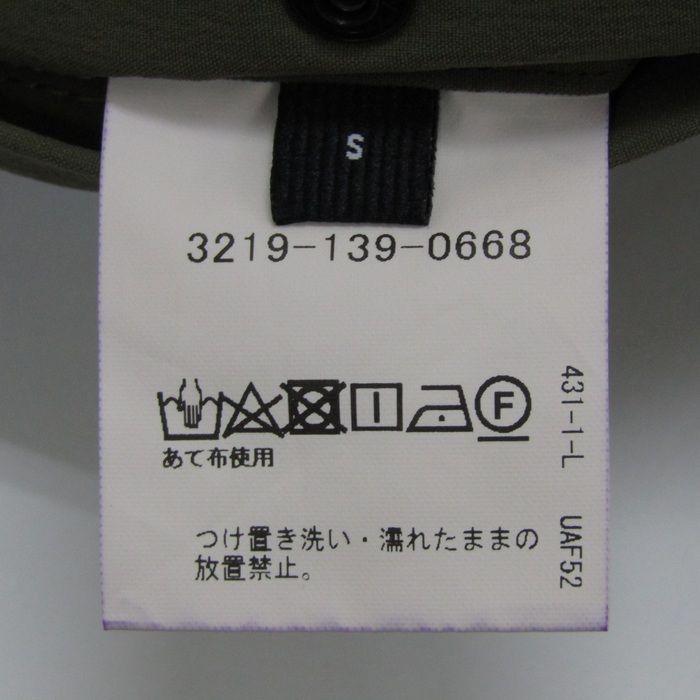 S
3219-139-0668
F
あて布使用
つけ置き洗い・濡れたままの
放置禁止。
431-1-L UAF52